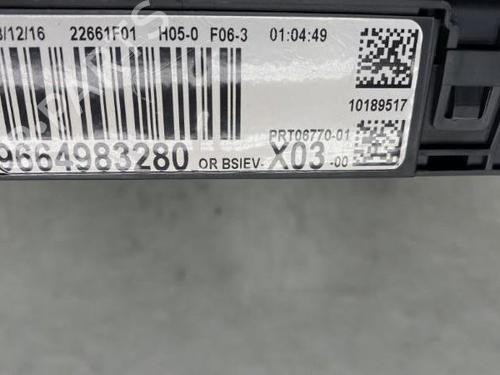 /12/16 22661F01 H05-0 F06-3 01:04:49
10189517
PRT06770-01
9664983280 OR BSIEV- X03 -00